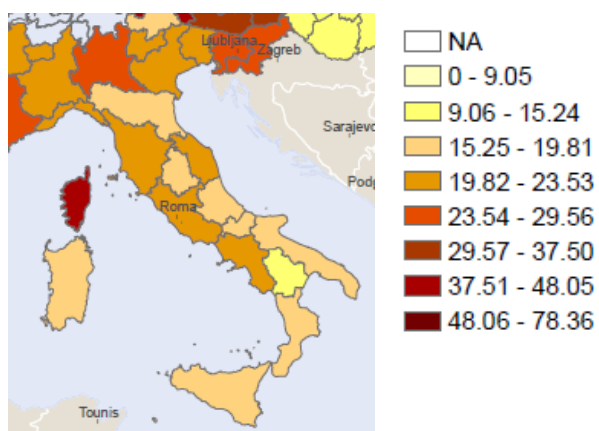 Ljubljana
Zagreb
Sarajevo
Podg
Roma
Tounis
NA
0 - 9.05
9.06 - 15.24
15.25 - 19.81
19.82 - 23.53
23.54 - 29.56
29.57 - 37.50
37.51 - 48.05
48.06 - 78.36